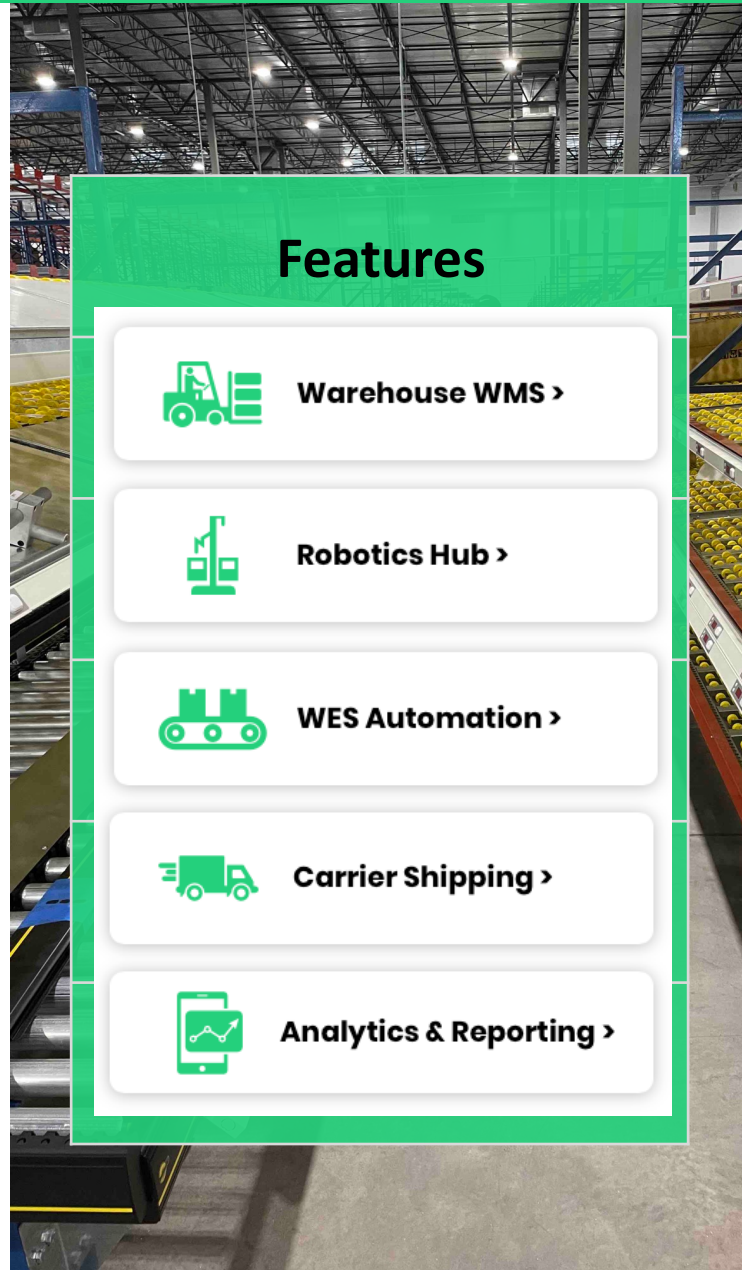 Features
Warehouse WMS >
Robotics Hub >
WES Automation >
Carrier Shipping >
Analytics & Reporting >